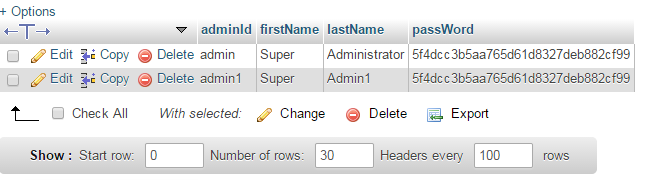 + Options
←T→ adminId firstName lastName passWord
Edit Copy Delete admin Super Administrator 5f4dcc3b5aa765d61d8327deb882cf99
Edit Copy Delete admin1 Super Admin1 5f4dcc3b5aa765d61d8327deb882cf99
Check All With selected: Change Delete Export
Show : Start row: 0 Number of rows: 30 Headers every 100 rows